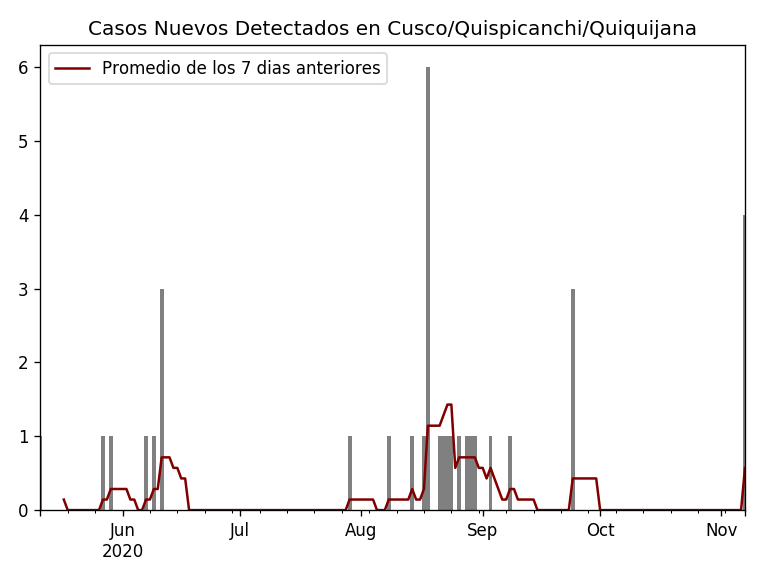 Casos Nuevos Detectados en Cusco/Quispicanchi/Quiquijana
Promedio de los 7 dias anteriores
6
5
4
3
2
1
0
Jun Jul Aug Sep Oct Nov
2020